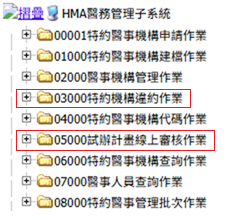 摺疊 HMA醫務管理子系統
00001特約醫事機構申請作業
01000特約醫事機構建檔作業
02000醫事機構管理作業
03000特約機構違約作業
04000特約醫事機構代碼作業
05000試辦計畫線上審核作業
06000特約醫事機構查詢作業
07000醫事人員查詢作業
08000特約醫事管理批次作業